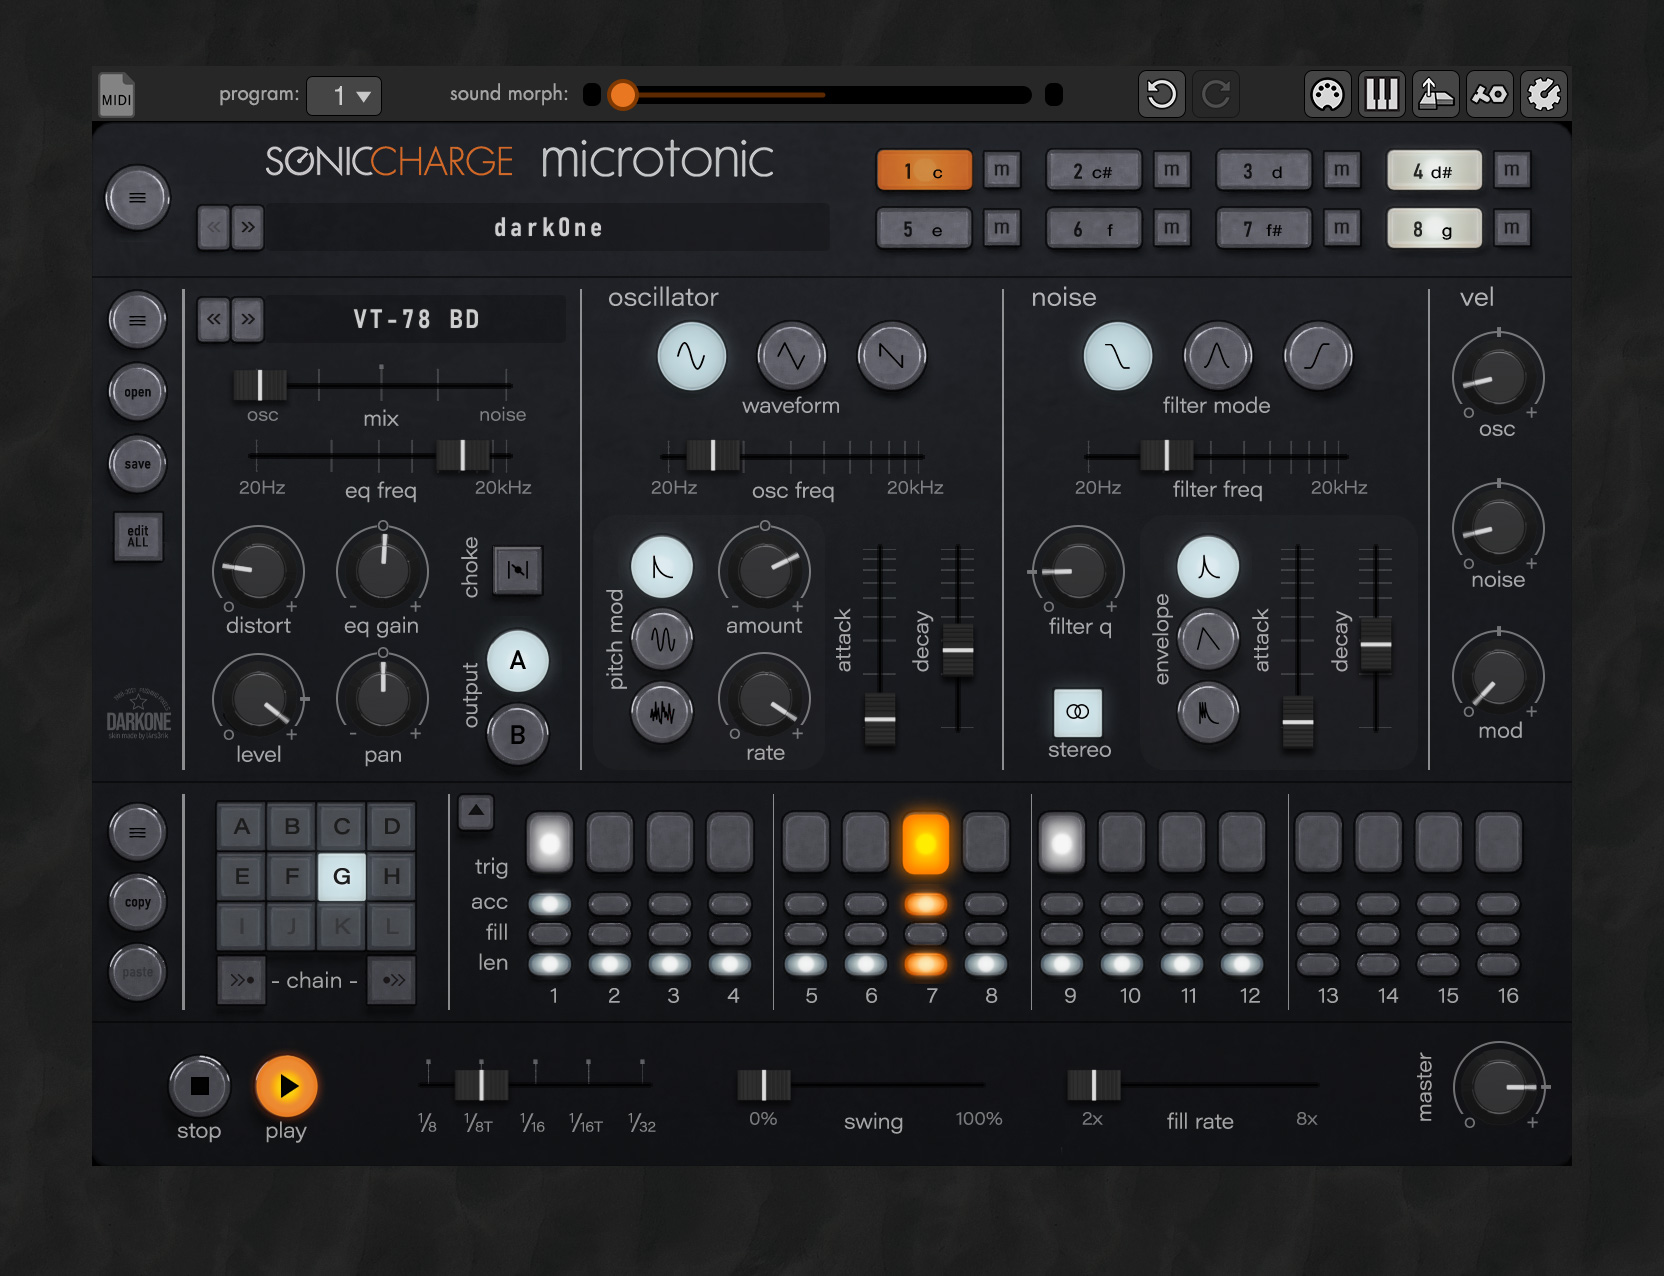 MIDI program: 1 sound morph:
SONICCHARGE microtonic
1 c m 2 c# m 3 d m 4 d# m
« » darkOne
5 e m 6 f m 7 f# m 8 g m
« » VT-78 BD
oscillator noise vel
osc mix noise
waveform filter mode
open
save
edit
ALL
20Hz eq freq 20kHz
20Hz osc freq 20kHz
20Hz filter freq 20kHz
osc
distort eq gain choke
pitch mod amount attack decay
filter q envelope attack decay
noise
level pan output A B
rate
stereo
mod
DARKONE
A B C D
E F G H
I J K L
copy
paste
- chain -
trig
acc
fill
len
1 2 3 4 5 6 7 8 9 10 11 12 13 14 15 16
stop play
1/8 1/8T 1/16 1/16T 1/32
0% swing 100%
2x fill rate 8x
master